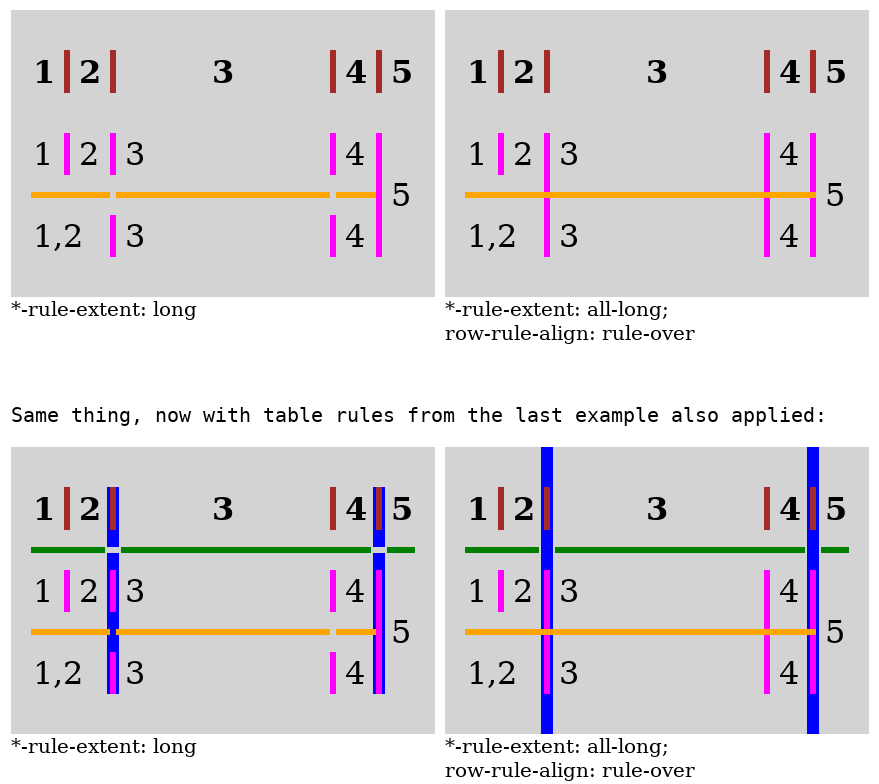 1 2 3 4 5
1 2 3 4
5
1,2 3 4
*-rule-extent: long
1 2 3 4 5
1 2 3 4
5
1,2 3 4
*-rule-extent: all-long;
row-rule-align: rule-over
Same thing, now with table rules from the last example also applied:
1 2 3 4 5
1 2 3 4
5
1,2 3 4
*-rule-extent: long
1 2 3 4 5
1 2 3 4
5
1,2 3 4
*-rule-extent: all-long;
row-rule-align: rule-over